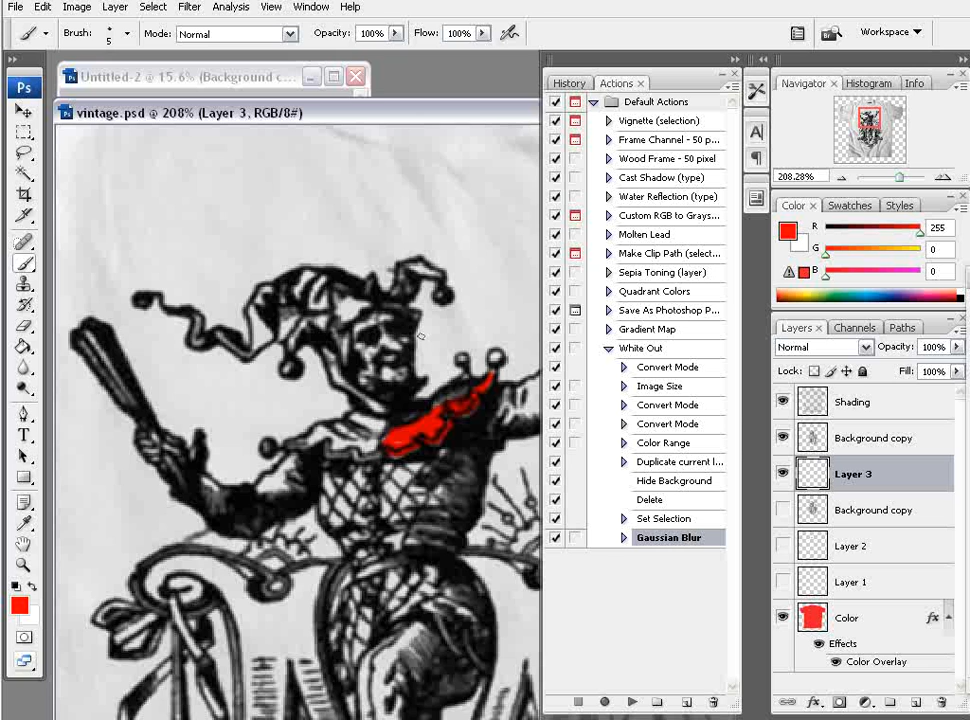 File Edit Image Layer Select Filter Analysis View Window Help
Brush: 5 Mode: Normal Opacity: 100% Flow: 100% Workspace
Untitled-2 @ 15.6% (Background c...
vintage.psd @ 208% (Layer 3, RGB/8#)
Ps
T
History Actions
Default Actions
Vignette (selection)
Frame Channel - 50 p...
Wood Frame - 50 pixel
Cast Shadow (type)
Water Reflection (type)
Custom RGB to Grays...
Molten Lead
Make Clip Path (select...
Sepia Toning (layer)
Quadrant Colors
Save As Photoshop P...
Gradient Map
White Out
Convert Mode
Image Size
Convert Mode
Convert Mode
Color Range
Duplicate current l...
Hide Background
Delete
Set Selection
Gaussian Blur
A
Navigator Histogram Info
208.28%
Color Swatches Styles
R 255
G 0
B 0
Layers Channels Paths
Normal Opacity: 100%
Lock: Fill: 100%
Shading
Background copy
Layer 3
Background copy
Layer 2
Layer 1
Color fx
Effects
Color Overlay
fx.